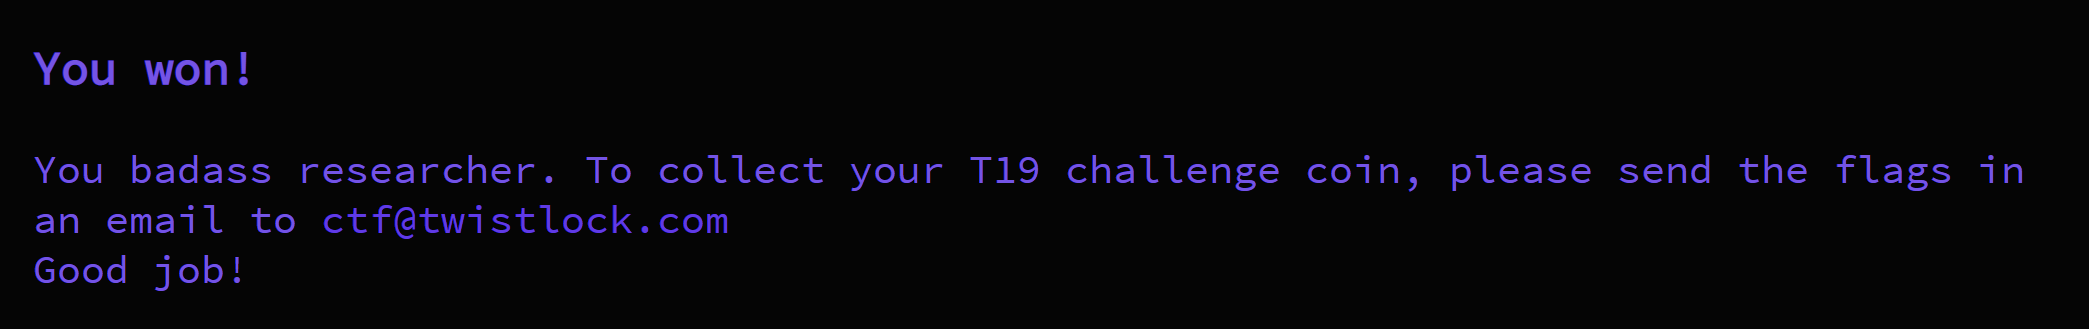 You won!
You badass researcher. To collect your T19 challenge coin, please send the flags in
an email to ctf@twistlock.com
Good job!